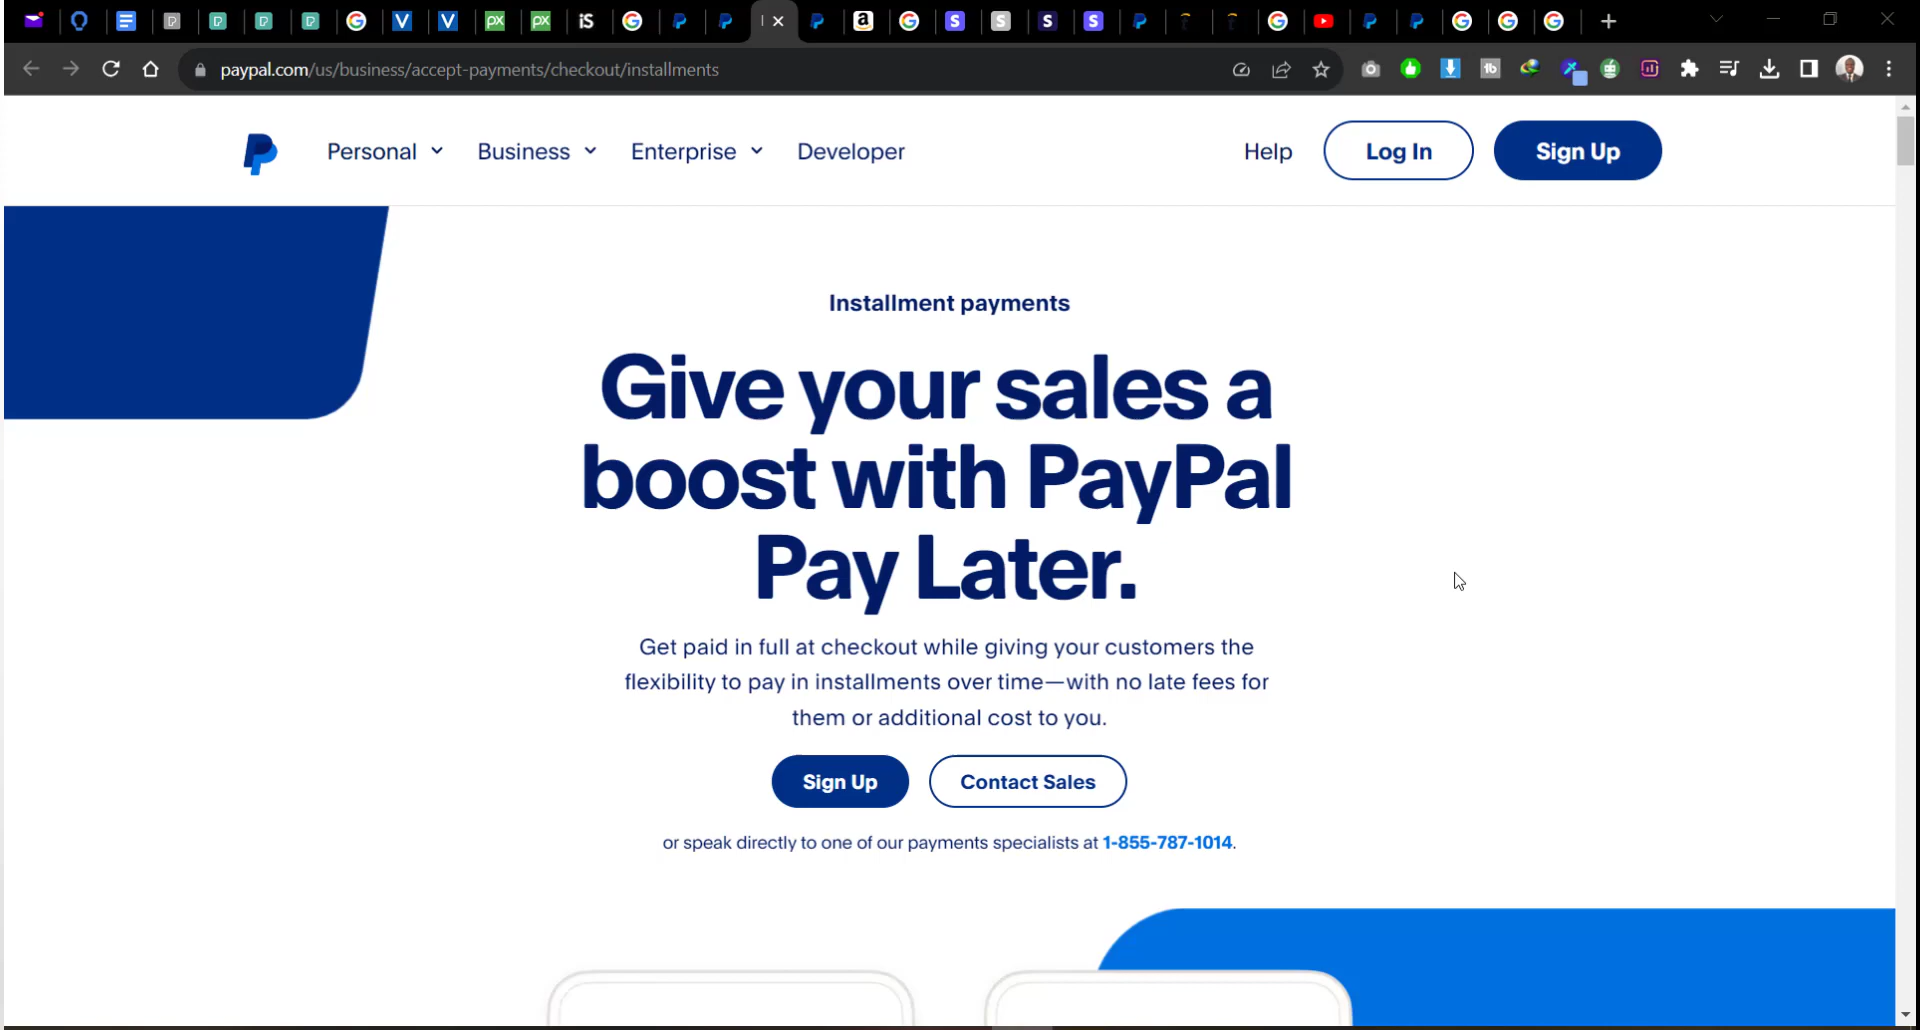 paypal.com/us/business/accept-payments/checkout/installments
Personal Business Enterprise Developer Help Log In Sign Up
Installment payments
Give your sales a
boost with PayPal
Pay Later.
Get paid in full at checkout while giving your customers the
flexibility to pay in installments over time—with no late fees for
them or additional cost to you.
Sign Up Contact Sales
or speak directly to one of our payments specialists at 1-855-787-1014.